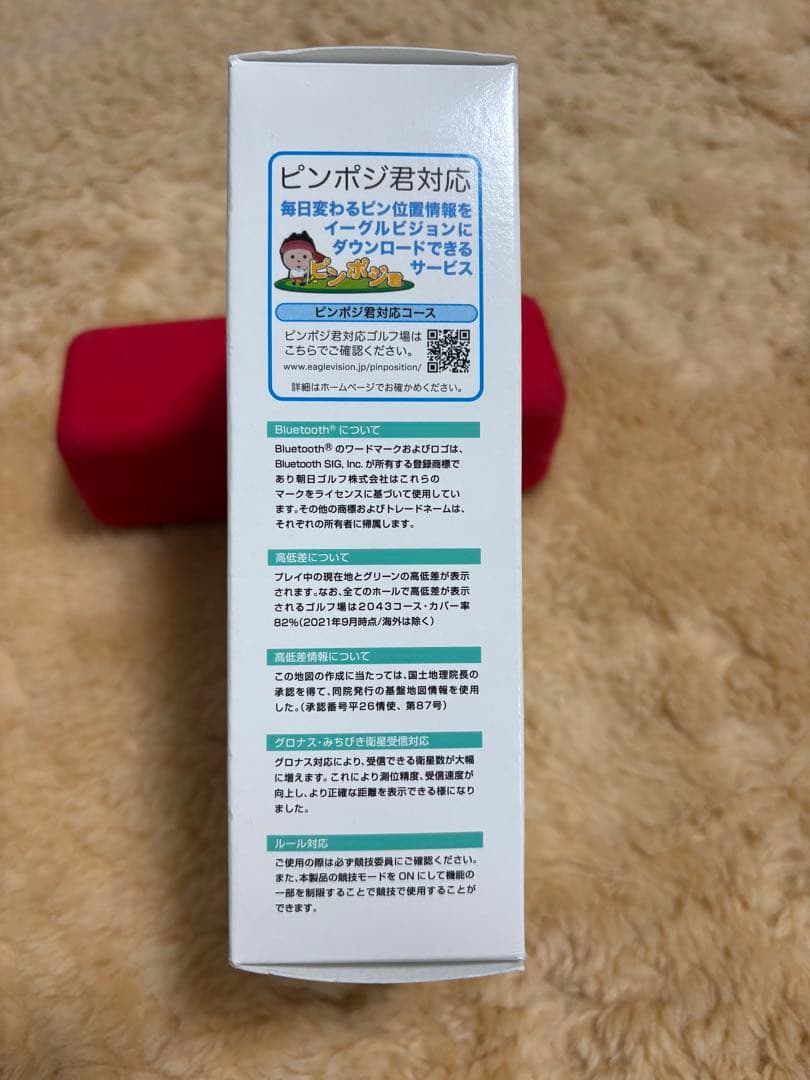 ピンポジ君対応
毎日変わるピン位置情報を
イーグルビジョンに
ダウンロードできる
サービス
ピンポジ君
ピンポジ君対応コース
ピンポジ君対応ゴルフ場は
こちらでご確認ください。
www.eaglevision.jp/pinposition/
詳細はホームページでお確かめください。
Bluetooth®について
Bluetooth®のワードマークおよびロゴは、
Bluetooth SIG, Inc.が所有する登録商標で
あり朝日ゴルフ株式会社はこれらの
マークをライセンスに基づいて使用してい
ます。その他の商標およびトレードネームは、
それぞれの所有者に帰属します。
高低差について
プレイ中の現在地とグリーンの高低差が表示
されます。なお、全てのホールで高低差が表示
されるゴルフ場は2043コース・カバー率
82%(2021年9月時点/海外は除く)
高低差情報について
この地図の作成に当たっては、国土地理院長の
承認を得て、同院発行の基盤地図情報を使用
した。(承認番号平26情使、第87号)
グロナス・みちびき衛星受信対応
グロナス対応により、受信できる衛星数が大幅
に増えます。これにより測位精度、受信速度が
向上し、より正確な距離を表示できる様になり
ました。
ルール対応
ご使用の際は必ず競技委員にご確認ください。
また、本製品の競技モードをONにして機能の
一部を制限することで競技で使用することが
できます。